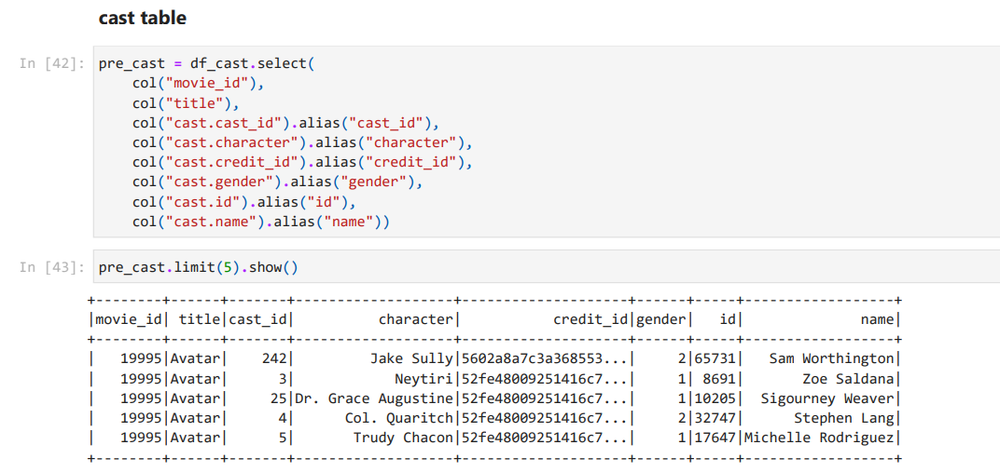 cast table
In [42]: pre_cast = df_cast.select(
    col("movie_id"),
    col("title"),
    col("cast.cast_id").alias("cast_id"),
    col("cast.character").alias("character"),
    col("cast.credit_id").alias("credit_id"),
    col("cast.gender").alias("gender"),
    col("cast.id").alias("id"),
    col("cast.name").alias("name"))
In [43]: pre_cast.limit(5).show()
+--------+------+-------+-------------------+--------------------+------+-----+------------------+
|movie_id| title|cast_id|          character|           credit_id|gender|   id|              name|
+--------+------+-------+-------------------+--------------------+------+-----+------------------+
|   19995|Avatar|    242|         Jake Sully|5602a8a7c3a368553...|     2|65731|   Sam Worthington|
|   19995|Avatar|      3|            Neytiri|52fe48009251416c7...|     1| 8691|       Zoe Saldana|
|   19995|Avatar|     25|Dr. Grace Augustine|52fe48009251416c7...|     1|10205|  Sigourney Weaver|
|   19995|Avatar|      4|      Col. Quaritch|52fe48009251416c7...|     2|32747|      Stephen Lang|
|   19995|Avatar|      5|       Trudy Chacon|52fe48009251416c7...|     1|17647|Michelle Rodriguez|
+--------+------+-------+-------------------+--------------------+------+-----+------------------+